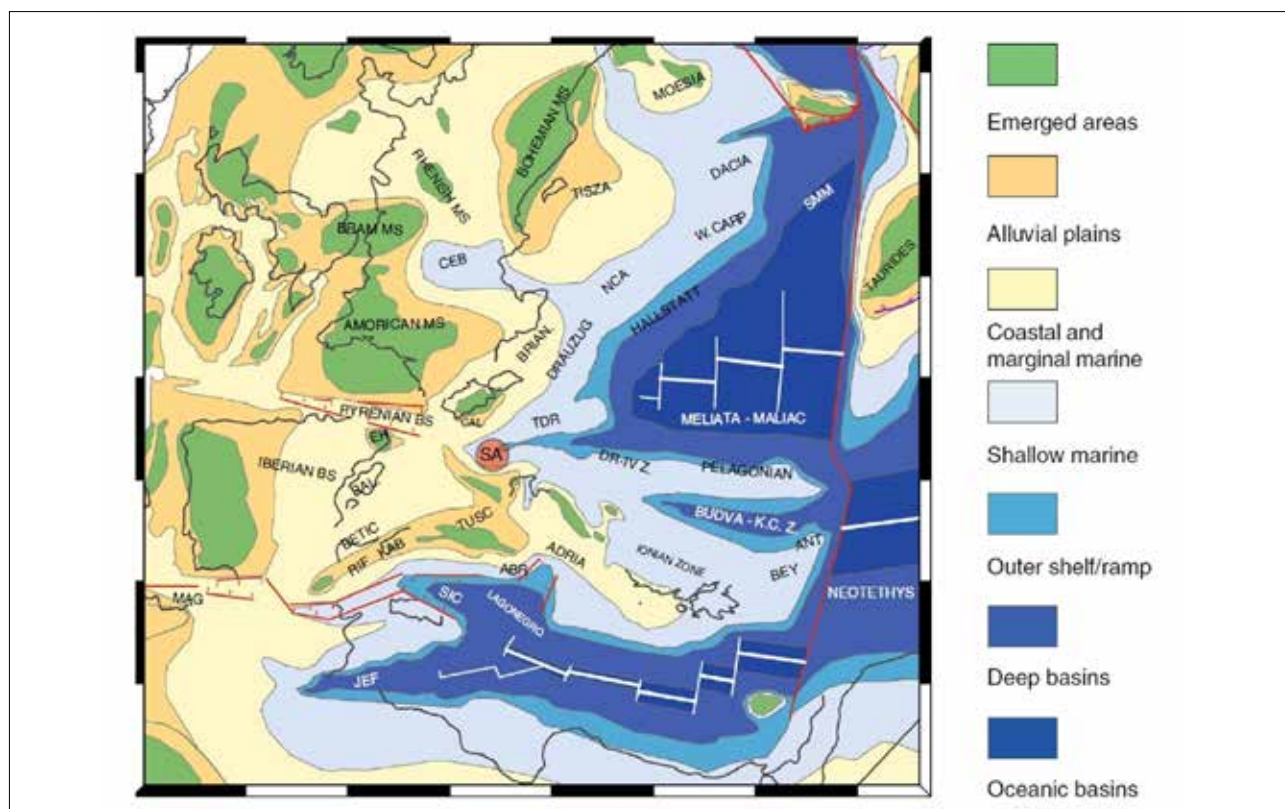 MOESIA
BOHEMIAN MS
RHENISH MS
TISZA
DACIA
SMM
W. CARP
BRAM MS
CEB
NCA
TAURIDES
HALLSTATT
AMORICAN MS
BRIAN.
DRAUZUG
PYRENIAN BS
CAL
TDR
MELIATA - MALIAC
EH
SA
DR-IV Z.
PELAGONIAN
IBERIAN BS
BAL
BUDVA - K.C. Z.
TUSC
BETIC
RIF
KAB
ADRIA
IONIAN ZONE
ANT
BEY
ABR
MAG
SIC
LAGONEGRO
NEOTETHYS
JEF
Emerged areas
Alluvial plains
Coastal and
marginal marine
Shallow marine
Outer shelf/ramp
Deep basins
Oceanic basins